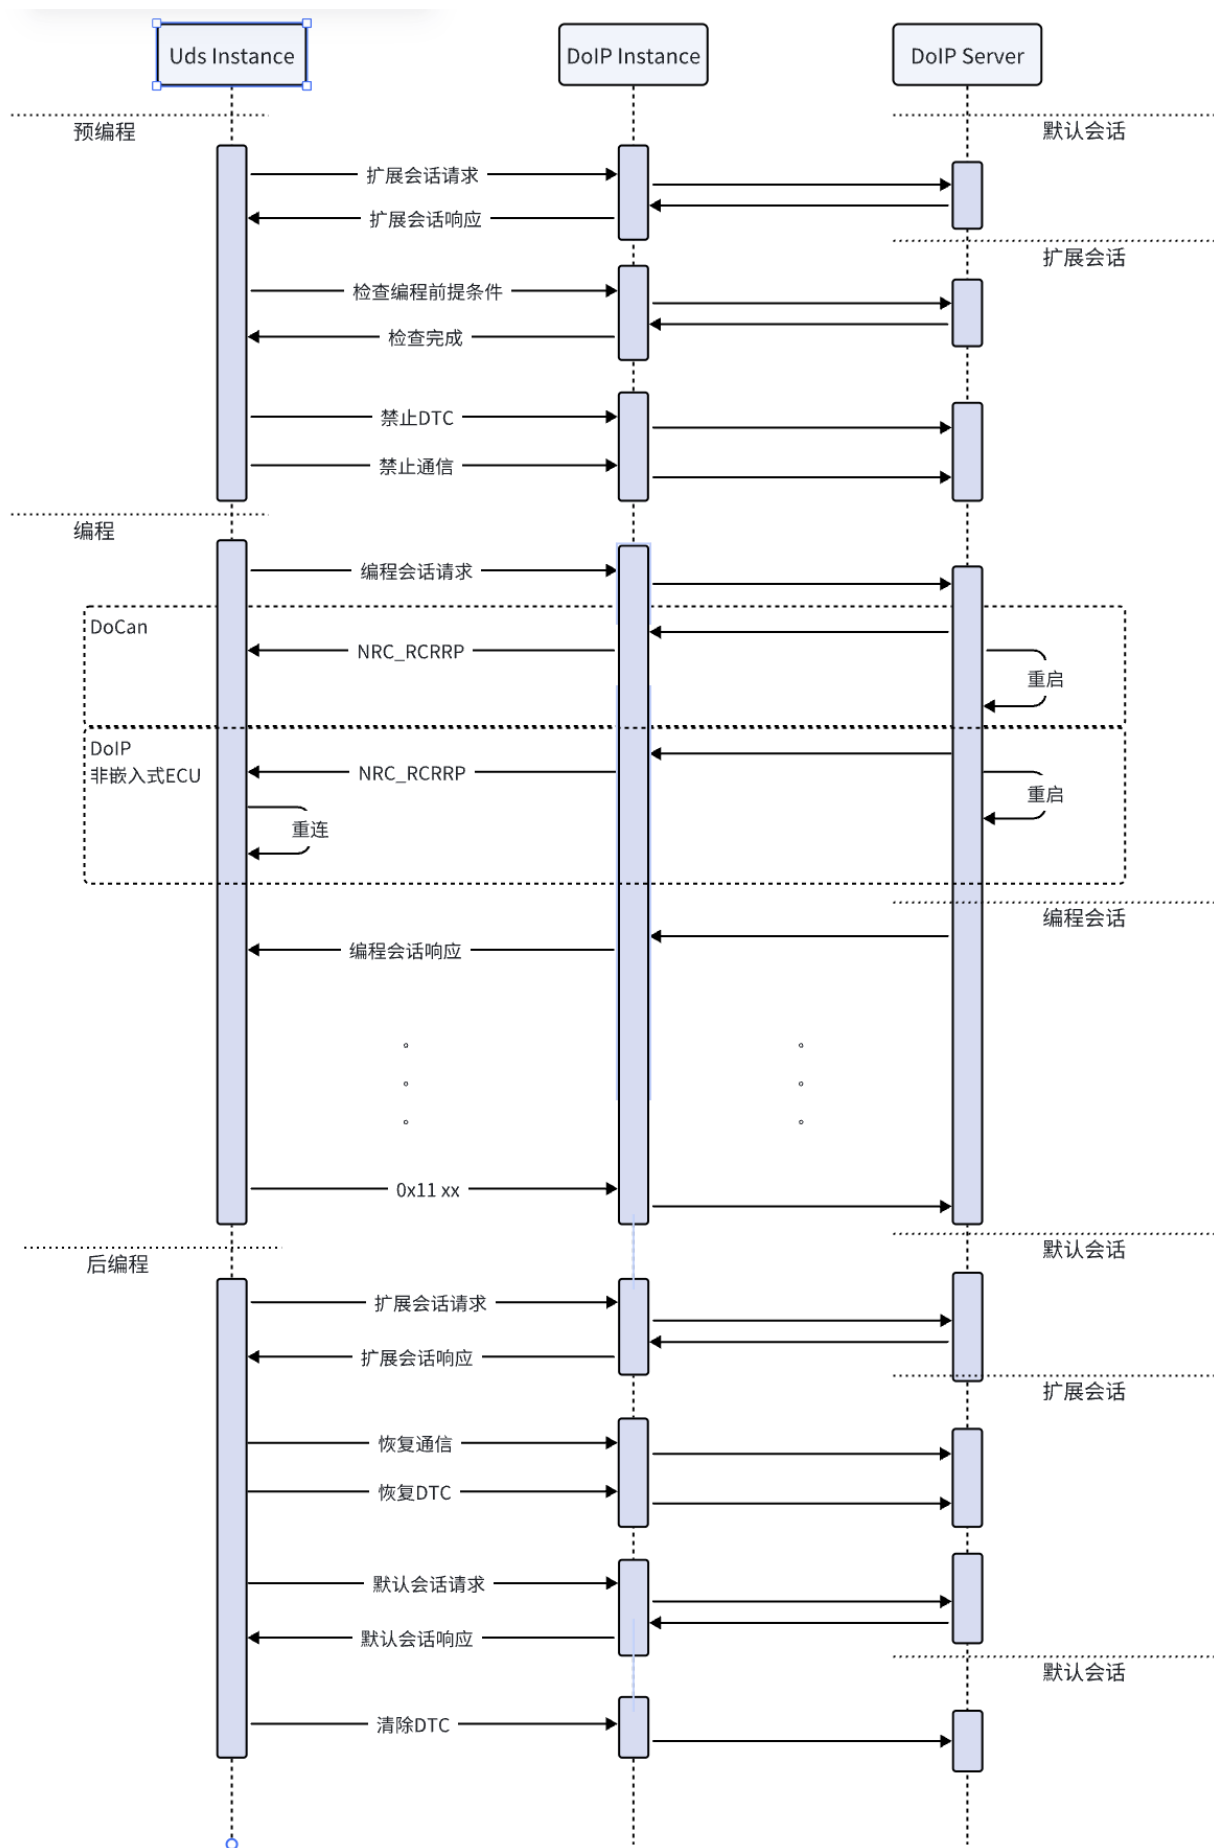 Uds Instance
DoIP Instance
DoIP Server
预编程
默认会话
扩展会话请求
扩展会话响应
扩展会话
检查编程前提条件
检查完成
禁止DTC
禁止通信
编程
编程会话请求
DoCan
NRC_RCRRP
重启
DoIP
非嵌入式ECU
NRC_RCRRP
重启
重连
编程会话
编程会话响应
。
。
。
。
。
。
0x11 xx
默认会话
后编程
扩展会话请求
扩展会话响应
扩展会话
恢复通信
恢复DTC
默认会话请求
默认会话响应
默认会话
清除DTC